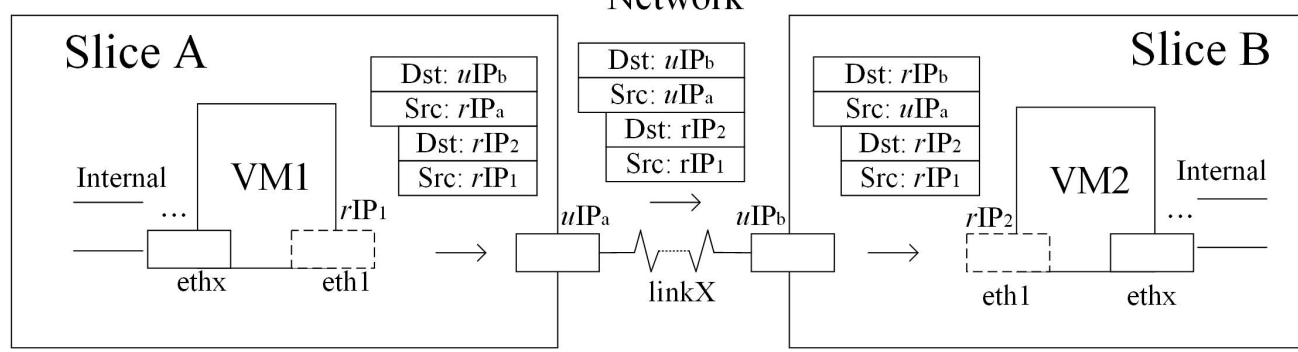 Network
Slice A
Dst: uIPb
Src: rIPa
Dst: rIP2
Src: rIP1
Internal
...
VM1
rIP1
ethx
eth1
Dst: uIPb
Src: uIPa
Dst: rIP2
Src: rIP1
uIPa
uIPb
linkX
Slice B
Dst: rIPb
Src: uIPa
Dst: rIP2
Src: rIP1
VM2
Internal
...
rIP2
eth1
ethx